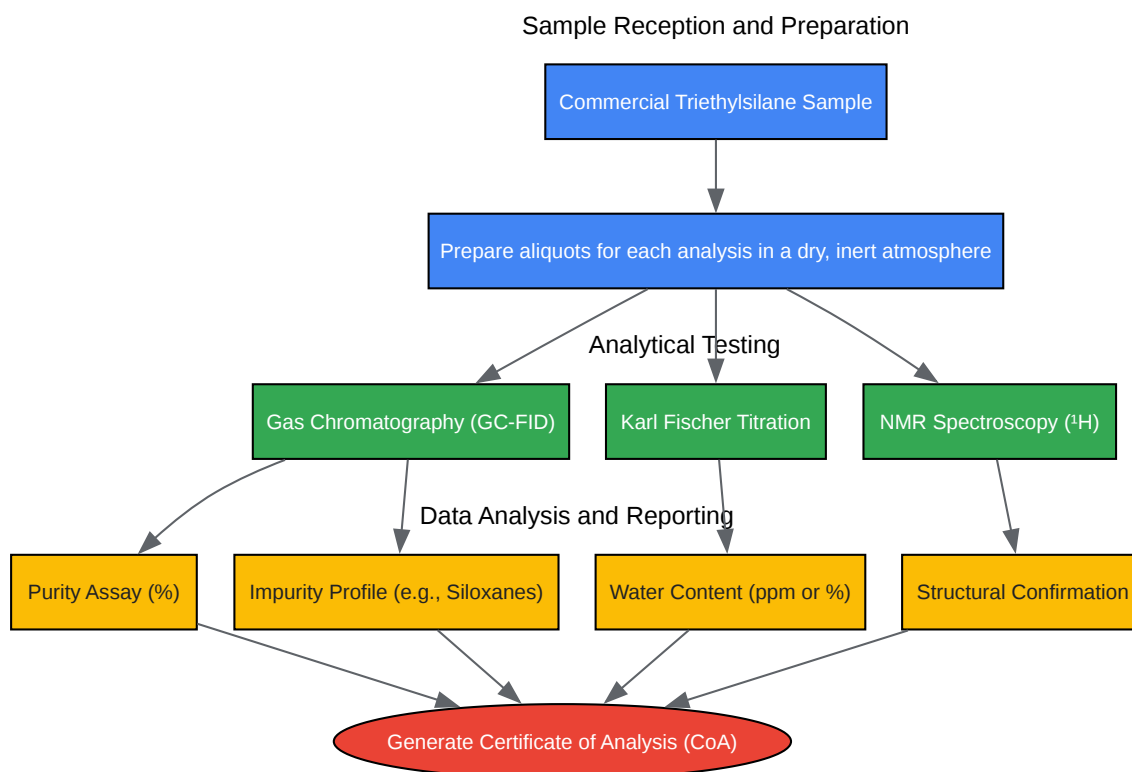 Sample Reception and Preparation
Commercial Triethylsilane Sample
Prepare aliquots for each analysis in a dry, inert atmosphere
Analytical Testing
Gas Chromatography (GC-FID)
Karl Fischer Titration
NMR Spectroscopy (¹H)
Data Analysis and Reporting
Purity Assay (%)
Impurity Profile (e.g., Siloxanes)
Water Content (ppm or %)
Structural Confirmation
Generate Certificate of Analysis (CoA)